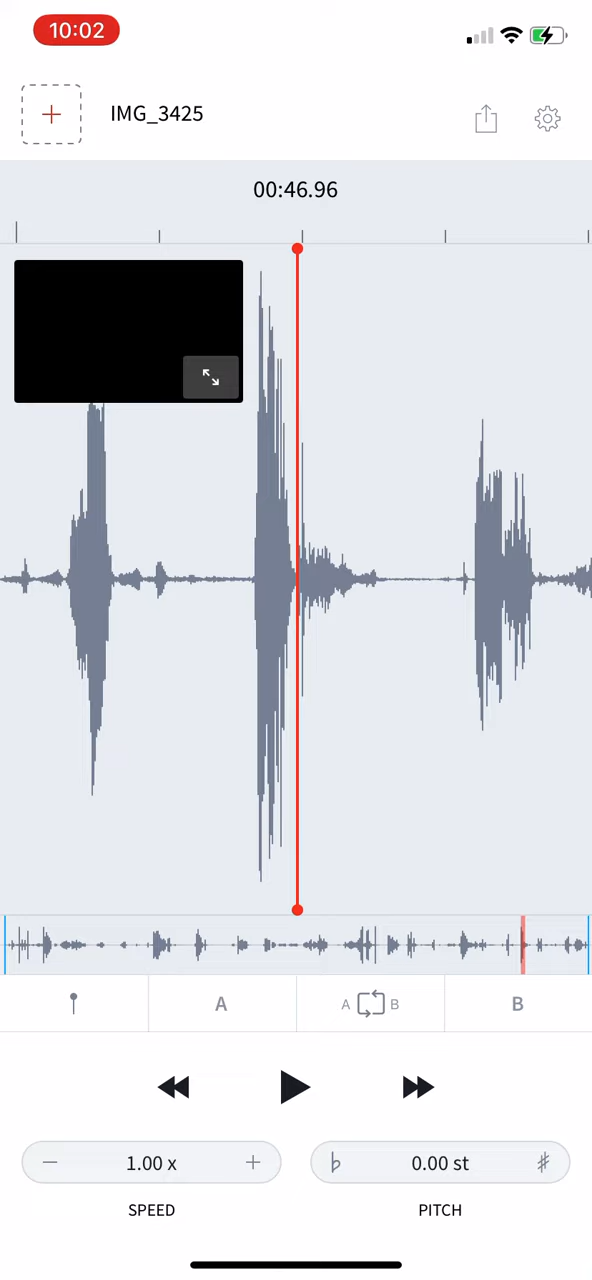 10:02
IMG_3425
00:46.96
A
A B
B
1.00 x
0.00 st
SPEED
PITCH